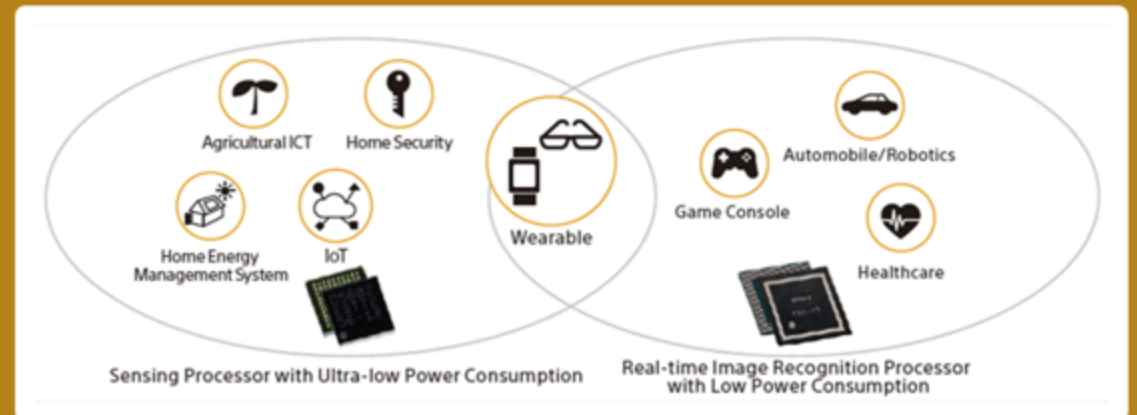 Agricultural ICT
Home Security
Automobile/Robotics
Game Console
Wearable
Home Energy
Management System
IoT
Healthcare
Sensing Processor with Ultra-low Power Consumption
Real-time Image Recognition Processor
with Low Power Consumption